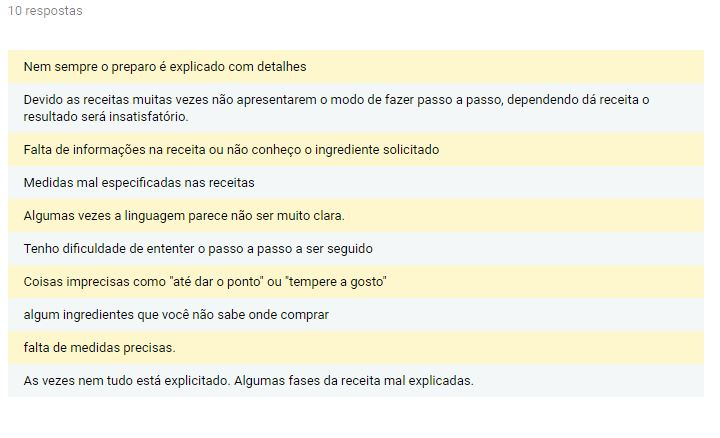 10 respostas
Nem sempre o preparo é explicado com detalhes
Devido as receitas muitas vezes não apresentarem o modo de fazer passo a passo, dependendo dá receita o
resultado será insatisfatório.
Falta de informações na receita ou não conheço o ingrediente solicitado
Medidas mal especificadas nas receitas
Algumas vezes a linguagem parece não ser muito clara.
Tenho dificuldade de ententer o passo a passo a ser seguido
Coisas imprecisas como "até dar o ponto" ou "tempere a gosto"
algum ingredientes que você não sabe onde comprar
falta de medidas precisas.
As vezes nem tudo está explicitado. Algumas fases da receita mal explicadas.